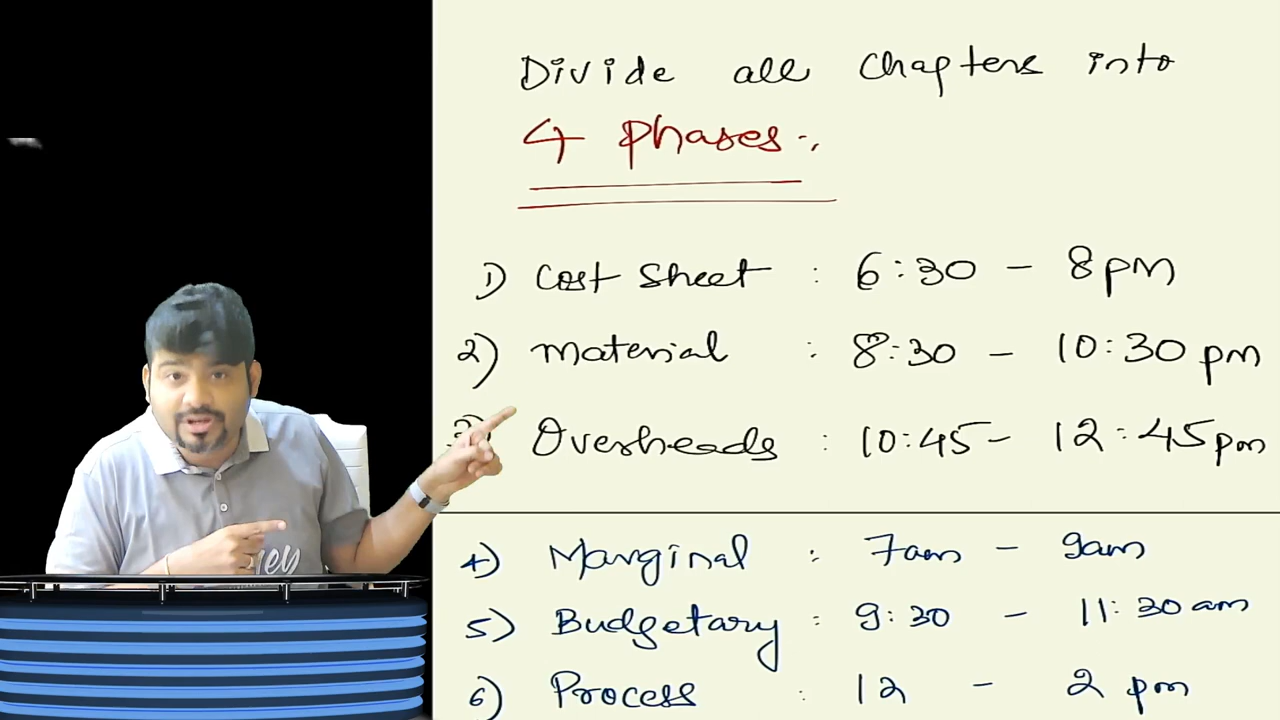 Divide all Chapters into
4 Phases :.
1) Cost Sheet : 6:30 - 8pm
2) Material : 8:30 - 10:30 pm
3) Overheads : 10:45 - 12:45pm
4) Marginal : 7am - 9am
5) Budgetary : 9:30 - 11:30 am
6) Process : 12 - 2 pm